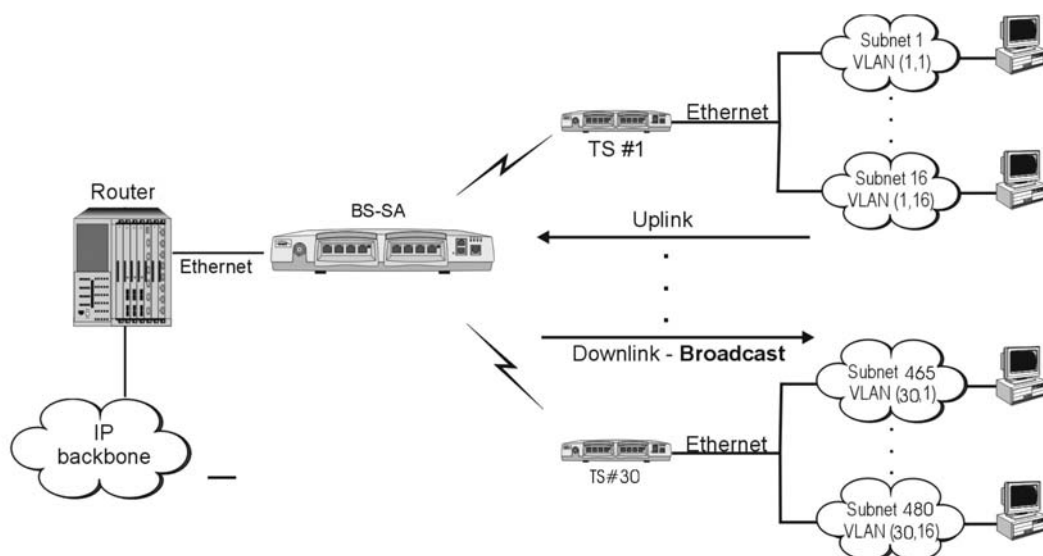 Subnet 1
VLAN (1,1)
Ethernet
TS #1
Subnet 16
VLAN (1,16)
Router
BS-SA
Ethernet
Uplink
Downlink - Broadcast
Subnet 465
VLAN (30,1)
IP
backbone
Ethernet
TS#30
Subnet 480
VLAN (30,16)